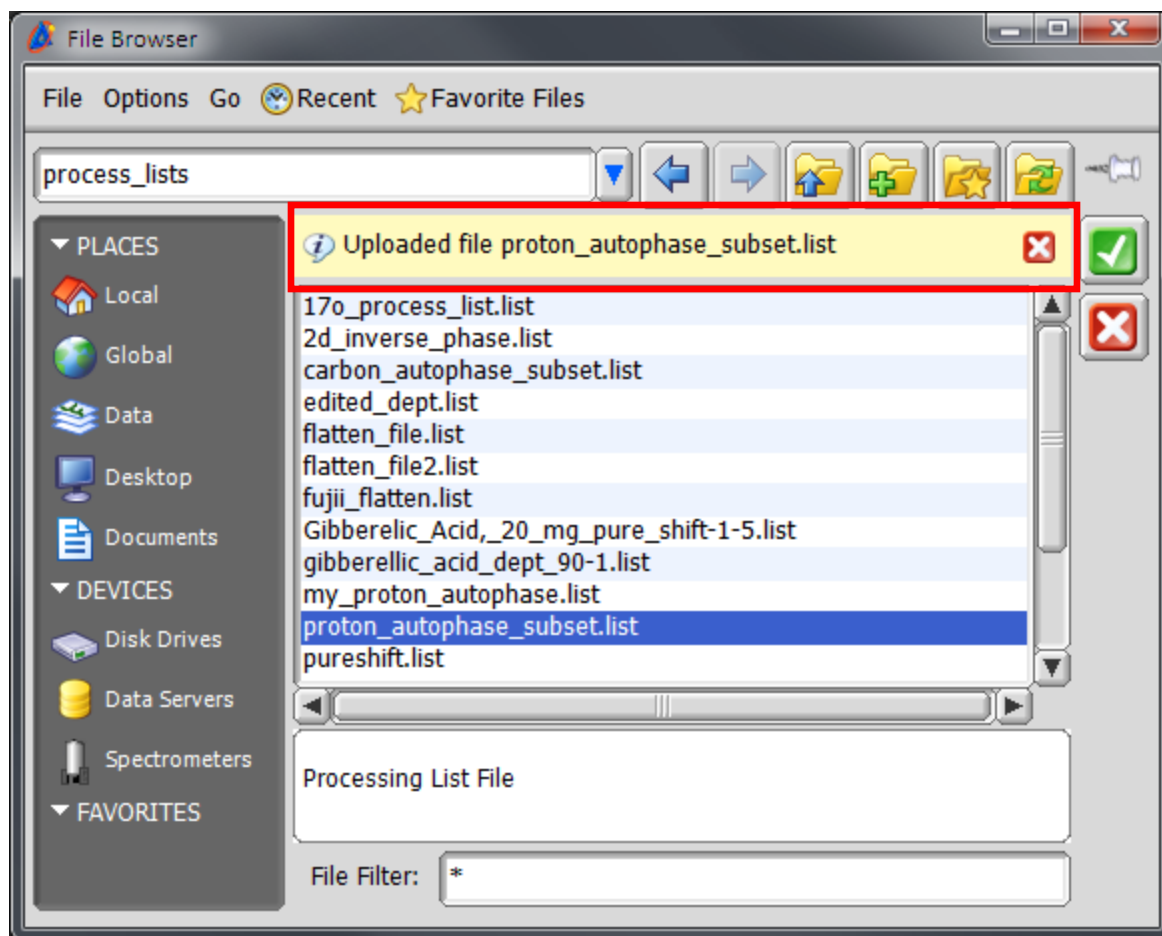 File Browser
File Options Go Recent Favorite Files
process_lists
PLACES
Local
Global
Data
Desktop
Documents
DEVICES
Disk Drives
Data Servers
Spectrometers
FAVORITES
Uploaded file proton_autophase_subset.list
17o_process_list.list
2d_inverse_phase.list
carbon_autophase_subset.list
edited_dept.list
flatten_file.list
flatten_file2.list
fujii_flatten.list
Gibberelic_Acid,_20_mg_pure_shift-1-5.list
gibberellic_acid_dept_90-1.list
my_proton_autophase.list
proton_autophase_subset.list
pureshift.list
Processing List File
File Filter: *